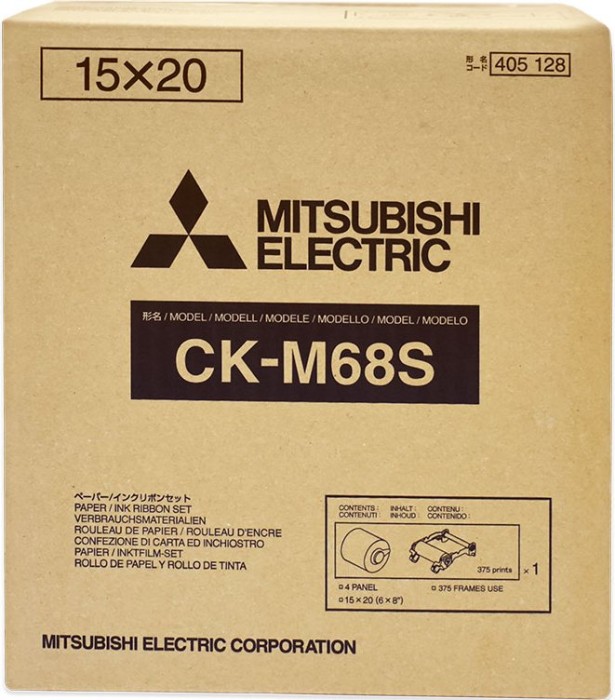 15×20
形名
コード 405 128
MITSUBISHI
ELECTRIC
形名 / MODEL / MODELL / MODELE / MODELLO / MODEL / MODELO
CK-M68S
ペーパー/インクリボンセット
PAPER / INK RIBBON SET
VERBRAUCHSMATERIALIEN
ROULEAU DE PAPIER / ROULEAU D'ENCRE
CONFEZIONE DI CARTA ED INCHIOSTRO
PAPIER / INKTFILM-SET
ROLLO DE PAPEL Y ROLLO DE TINTA
CONTENTS : INHALT : CONTENU :
CONTENUTI : INHOUD : CONTENIDO :
375 prints × 1
4 PANEL 375 FRAMES USE
15×20 (6×8")
MITSUBISHI ELECTRIC CORPORATION